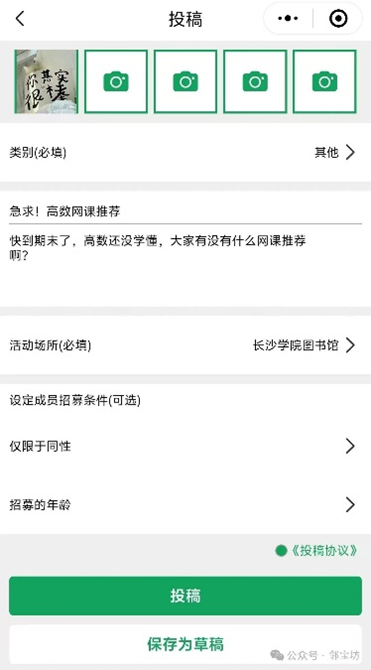 投稿
你很
其实
棒
类别(必填)
其他
急求！高数网课推荐
快到期末了，高数还没学懂，大家有没有什么网课推荐
啊？
活动场所(必填)
长沙学院图书馆
设定成员招募条件(可选)
仅限于同性
招募的年龄
《投稿协议》
投稿
保存为草稿
公众号 · 邻宝坊